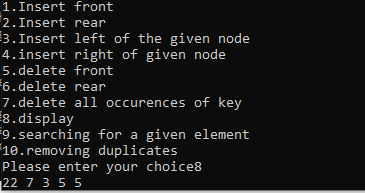 1.Insert front
2.Insert rear
3.Insert left of the given node
4.insert right of given node
5.delete front
6.delete rear
7.delete all occurences of key
8.display
9.searching for a given element
10.removing duplicates
Please enter your choice8
22 7 3 5 5